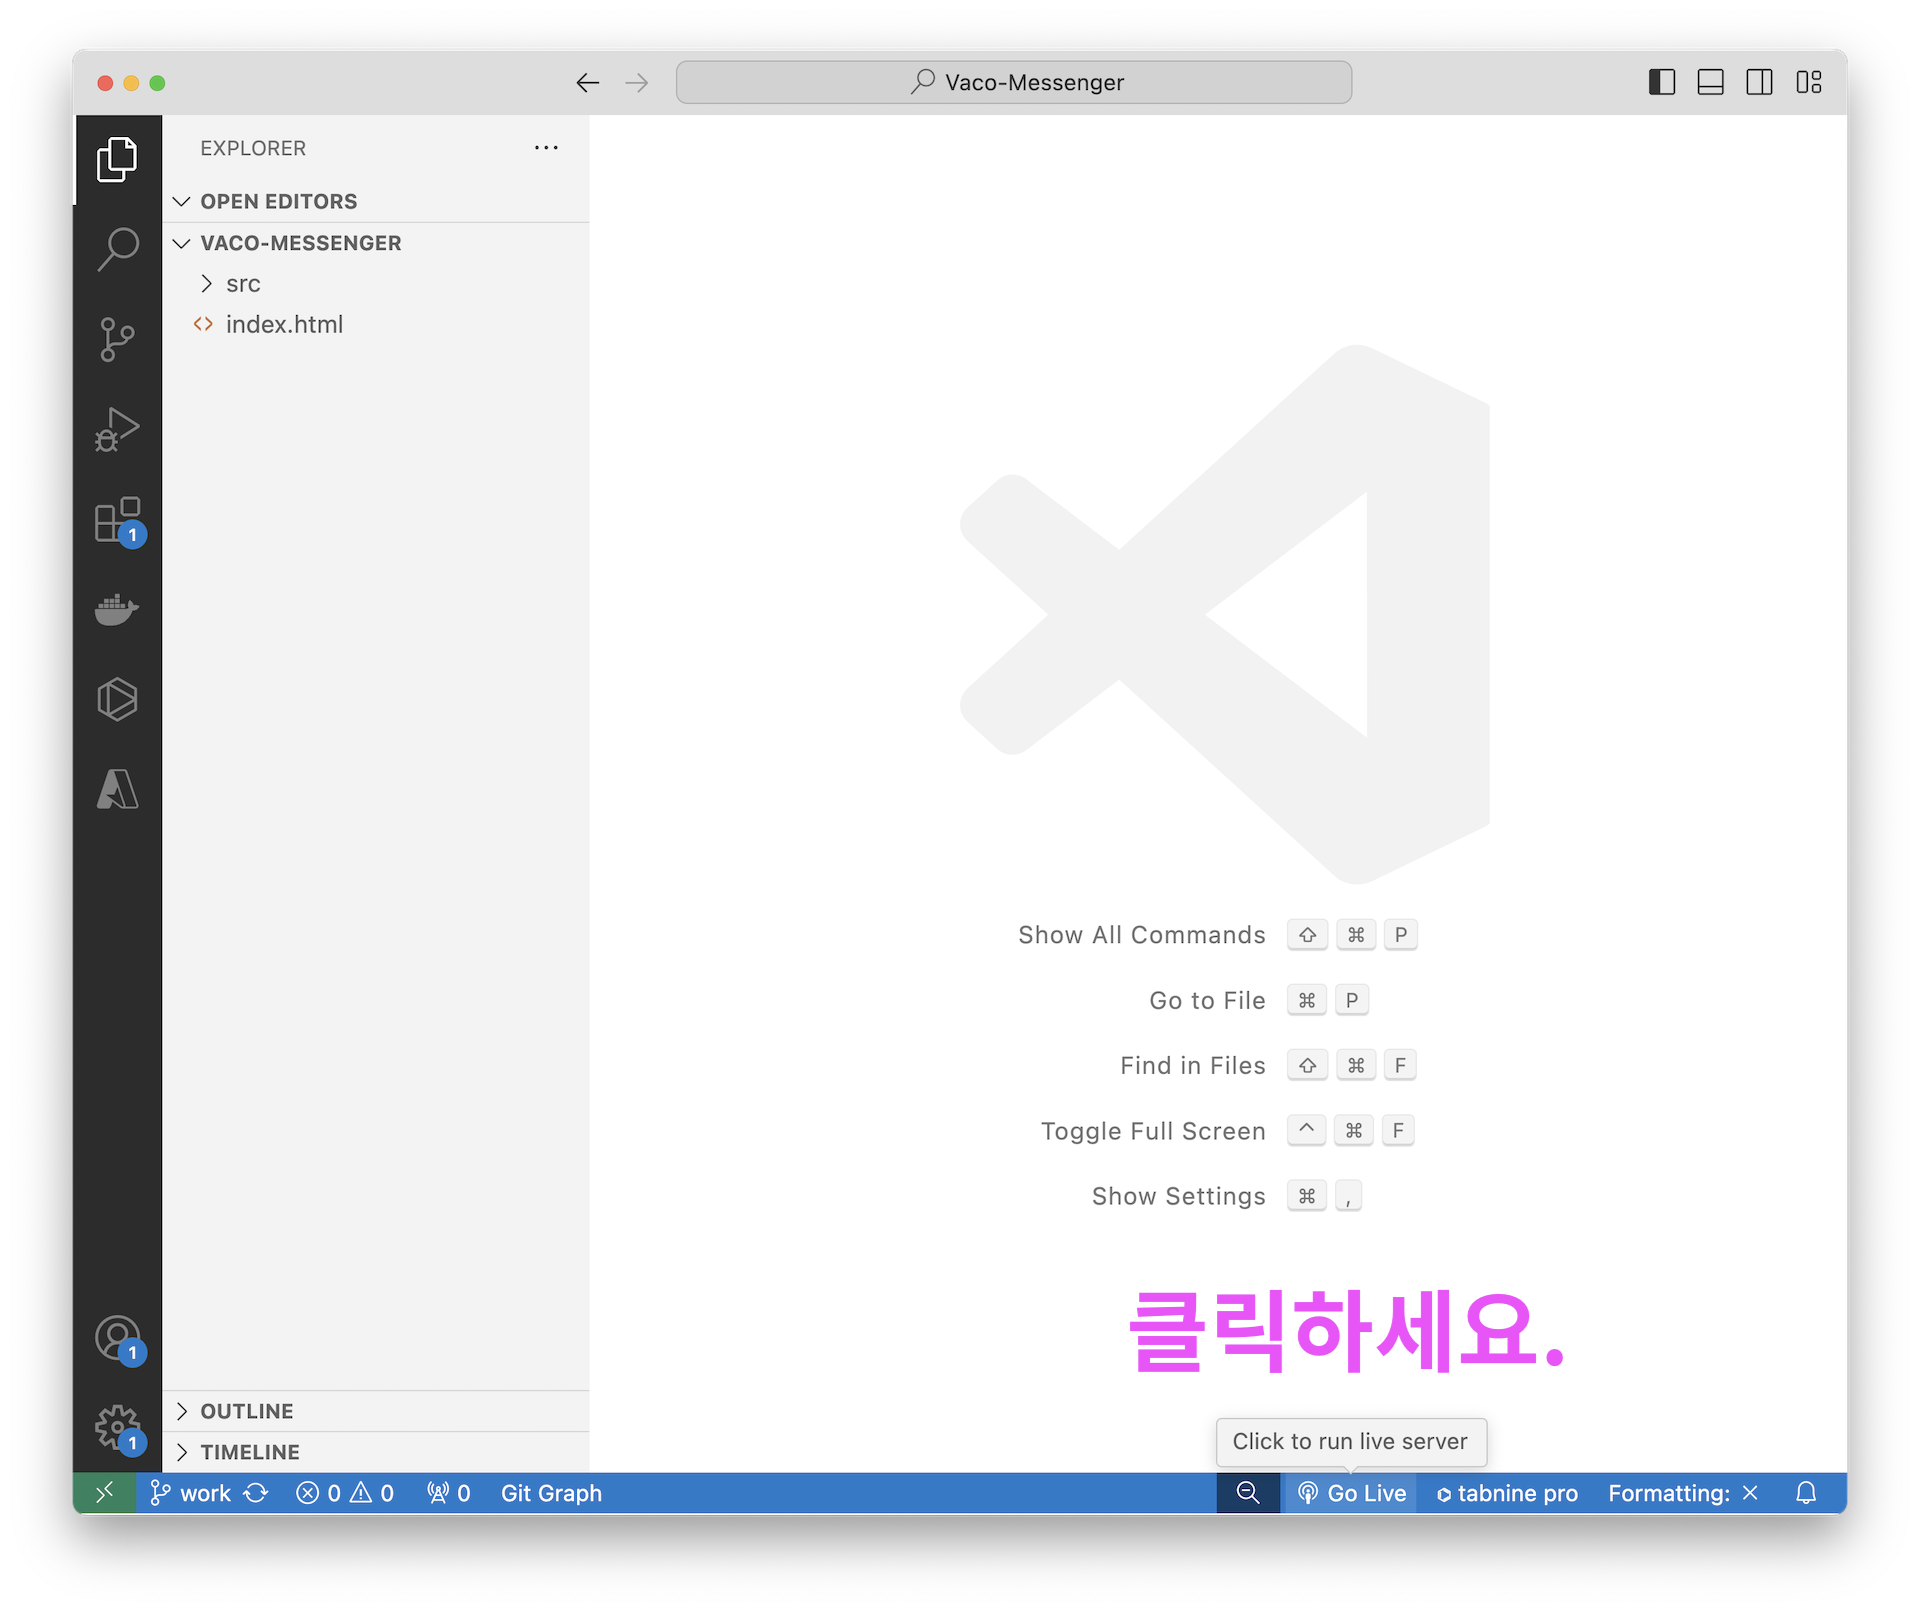 Vaco-Messenger
EXPLORER
OPEN EDITORS
VACO-MESSENGER
src
index.html
1
Show All Commands ⇧ ⌘ P
Go to File ⌘ P
Find in Files ⇧ ⌘ F
Toggle Full Screen ^ ⌘ F
Show Settings ⌘ ,
클릭하세요.
1
1
OUTLINE
TIMELINE
Click to run live server
work 0 0 0 Git Graph Go Live tabnine pro Formatting: ×